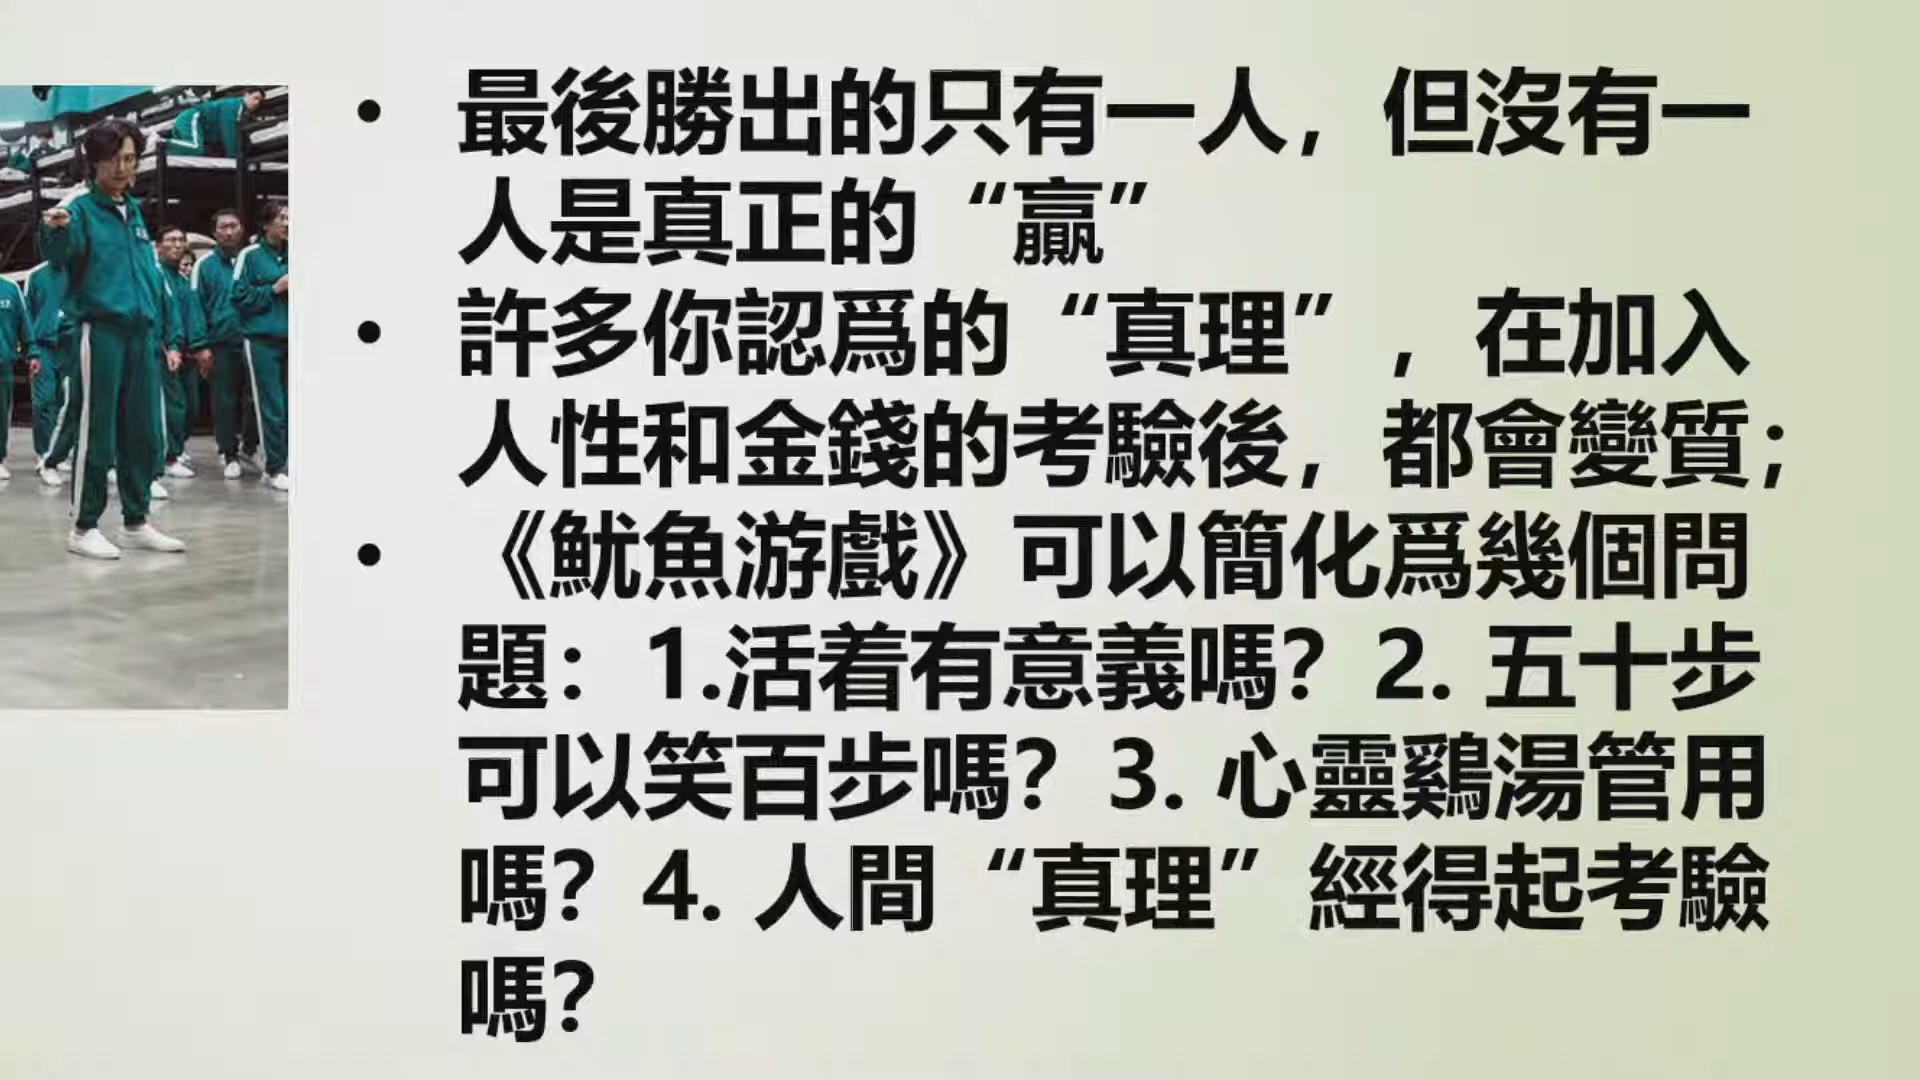 • 最後勝出的只有一人，但沒有一
人是真正的“贏”
• 許多你認爲的“真理”，在加入
人性和金錢的考驗後，都會變質；
• 《魷魚游戲》可以簡化爲幾個問
題：1.活着有意義嗎？2. 五十步
可以笑百步嗎？3. 心靈鷄湯管用
嗎？4. 人間“真理”經得起考驗
嗎？